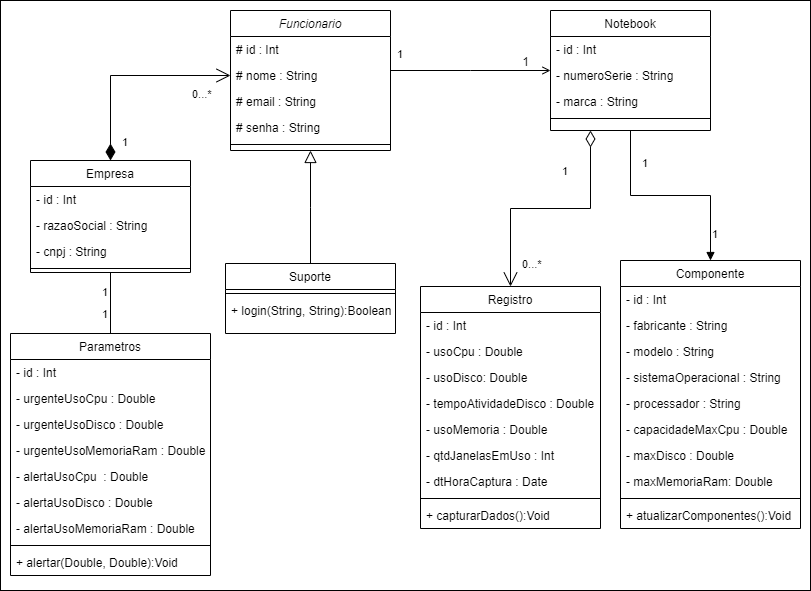 Funcionario
# id : Int
# nome : String
# email : String
# senha : String
1
1
0...*
1
Notebook
- id : Int
- numeroSerie : String
- marca : String
1
1
0...*
1
Empresa
- id : Int
- razaoSocial : String
- cnpj : String
1
1
Suporte
+ login(String, String):Boolean
Parametros
- id : Int
- urgenteUsoCpu : Double
- urgenteUsoDisco : Double
- urgenteUsoMemoriaRam : Double
- alertaUsoCpu : Double
- alertaUsoDisco : Double
- alertaUsoMemoriaRam : Double
+ alertar(Double, Double):Void
Registro
- id : Int
- usoCpu : Double
- usoDisco: Double
- tempoAtividadeDisco : Double
- usoMemoria : Double
- qtdJanelasEmUso : Int
- dtHoraCaptura : Date
+ capturarDados():Void
Componente
- id : Int
- fabricante : String
- modelo : String
- sistemaOperacional : String
- processador : String
- capacidadeMaxCpu : Double
- maxDisco : Double
- maxMemoriaRam: Double
+ atualizarComponentes():Void